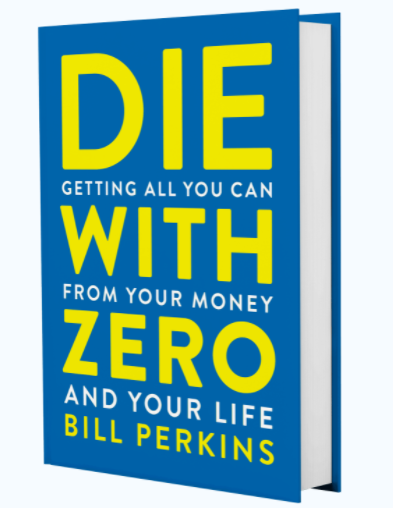 DIE
GETTING ALL YOU CAN
WITH
FROM YOUR MONEY
ZERO
AND YOUR LIFE
BILL PERKINS